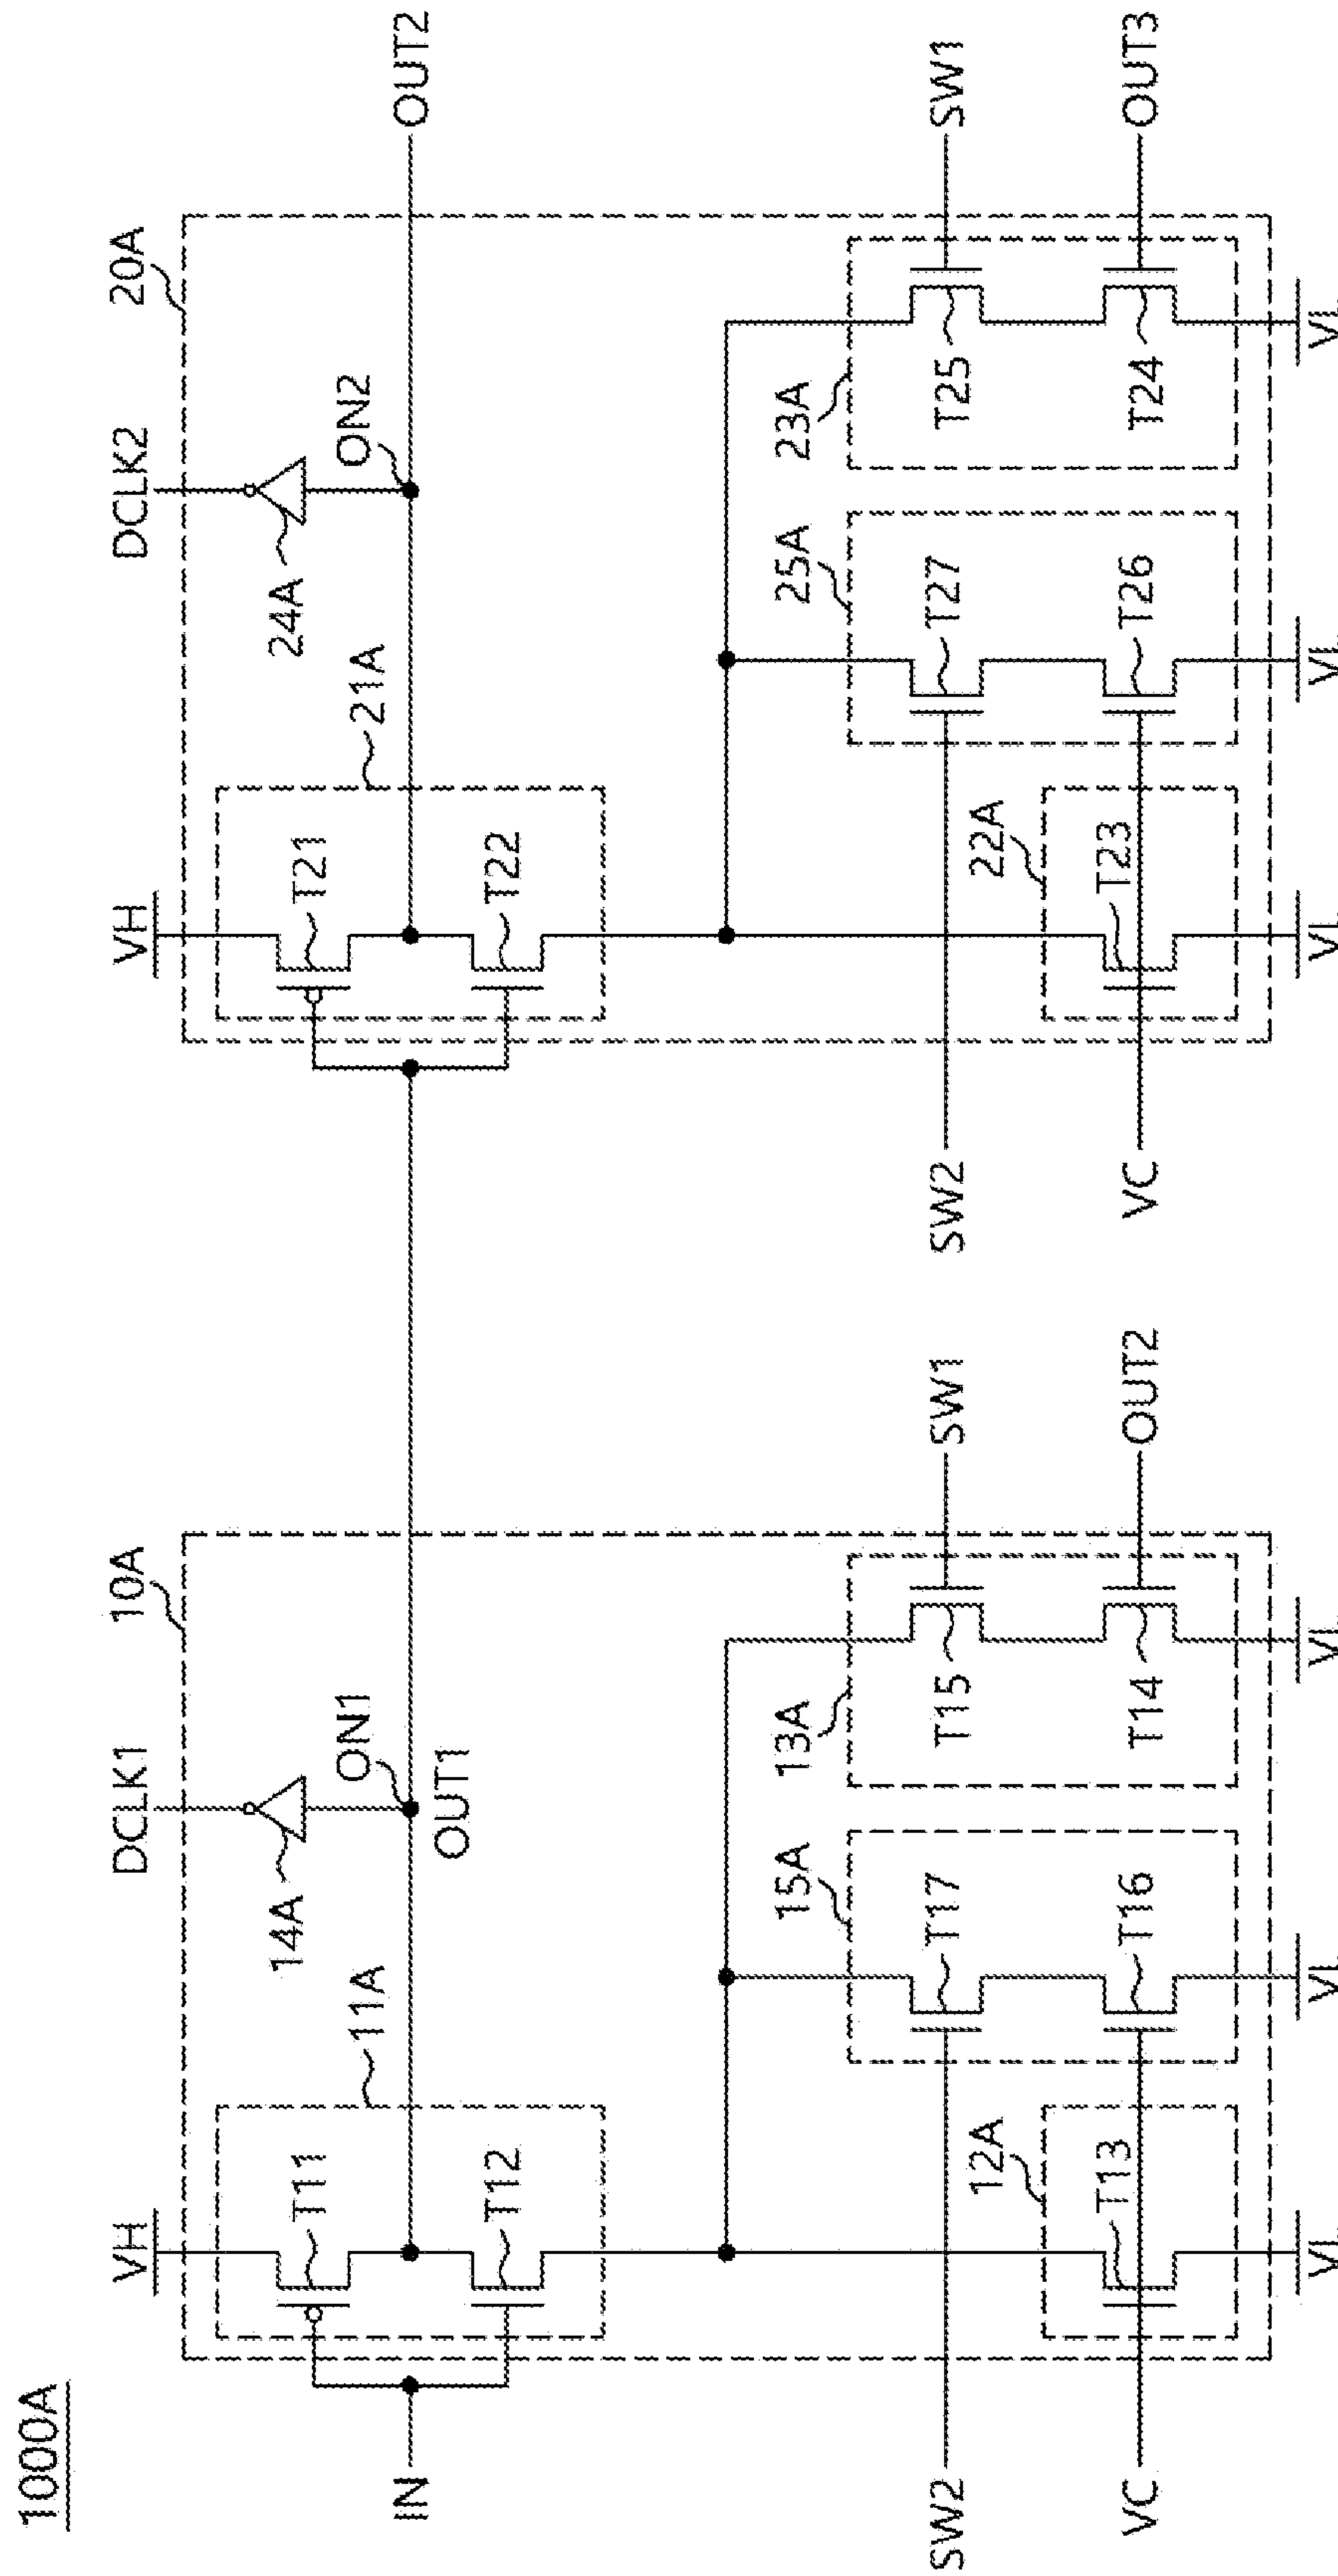 1000A
10A
20A
VH
DCLK1
VH
DCLK2
T11
11A
14A
ON1
T21
21A
24A
ON2
IN
OUT1
OUT2
T12
T22
15A
13A
25A
23A
SW2
T17
T15
SW1
SW2
T27
T25
SW1
12A
22A
VC
T13
T16
T14
OUT2
VC
T23
T26
T24
OUT3
VL
VL
VL
VL
VL
VL